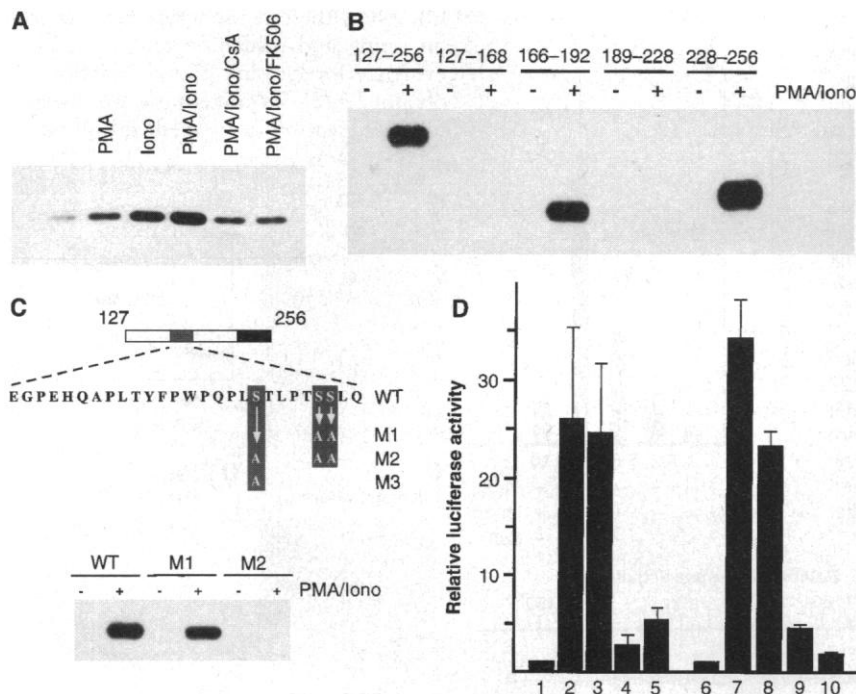 A
PMA
Iono
PMA/Iono
PMA/Iono/CsA
PMA/Iono/FK506
B
127–256 127–168 166–192 189–228 228–256
- + - + - + - + - + PMA/Iono
C
127 256
EGPEHQAPLTYFPWPQPLSTLPTSSLQ WT
A A M1
A A A M2
A M3
WT M1 M2
- + - + - + PMA/Iono
D
Relative luciferase activity
30
20
10
1 2 3 4 5 6 7 8 9 10